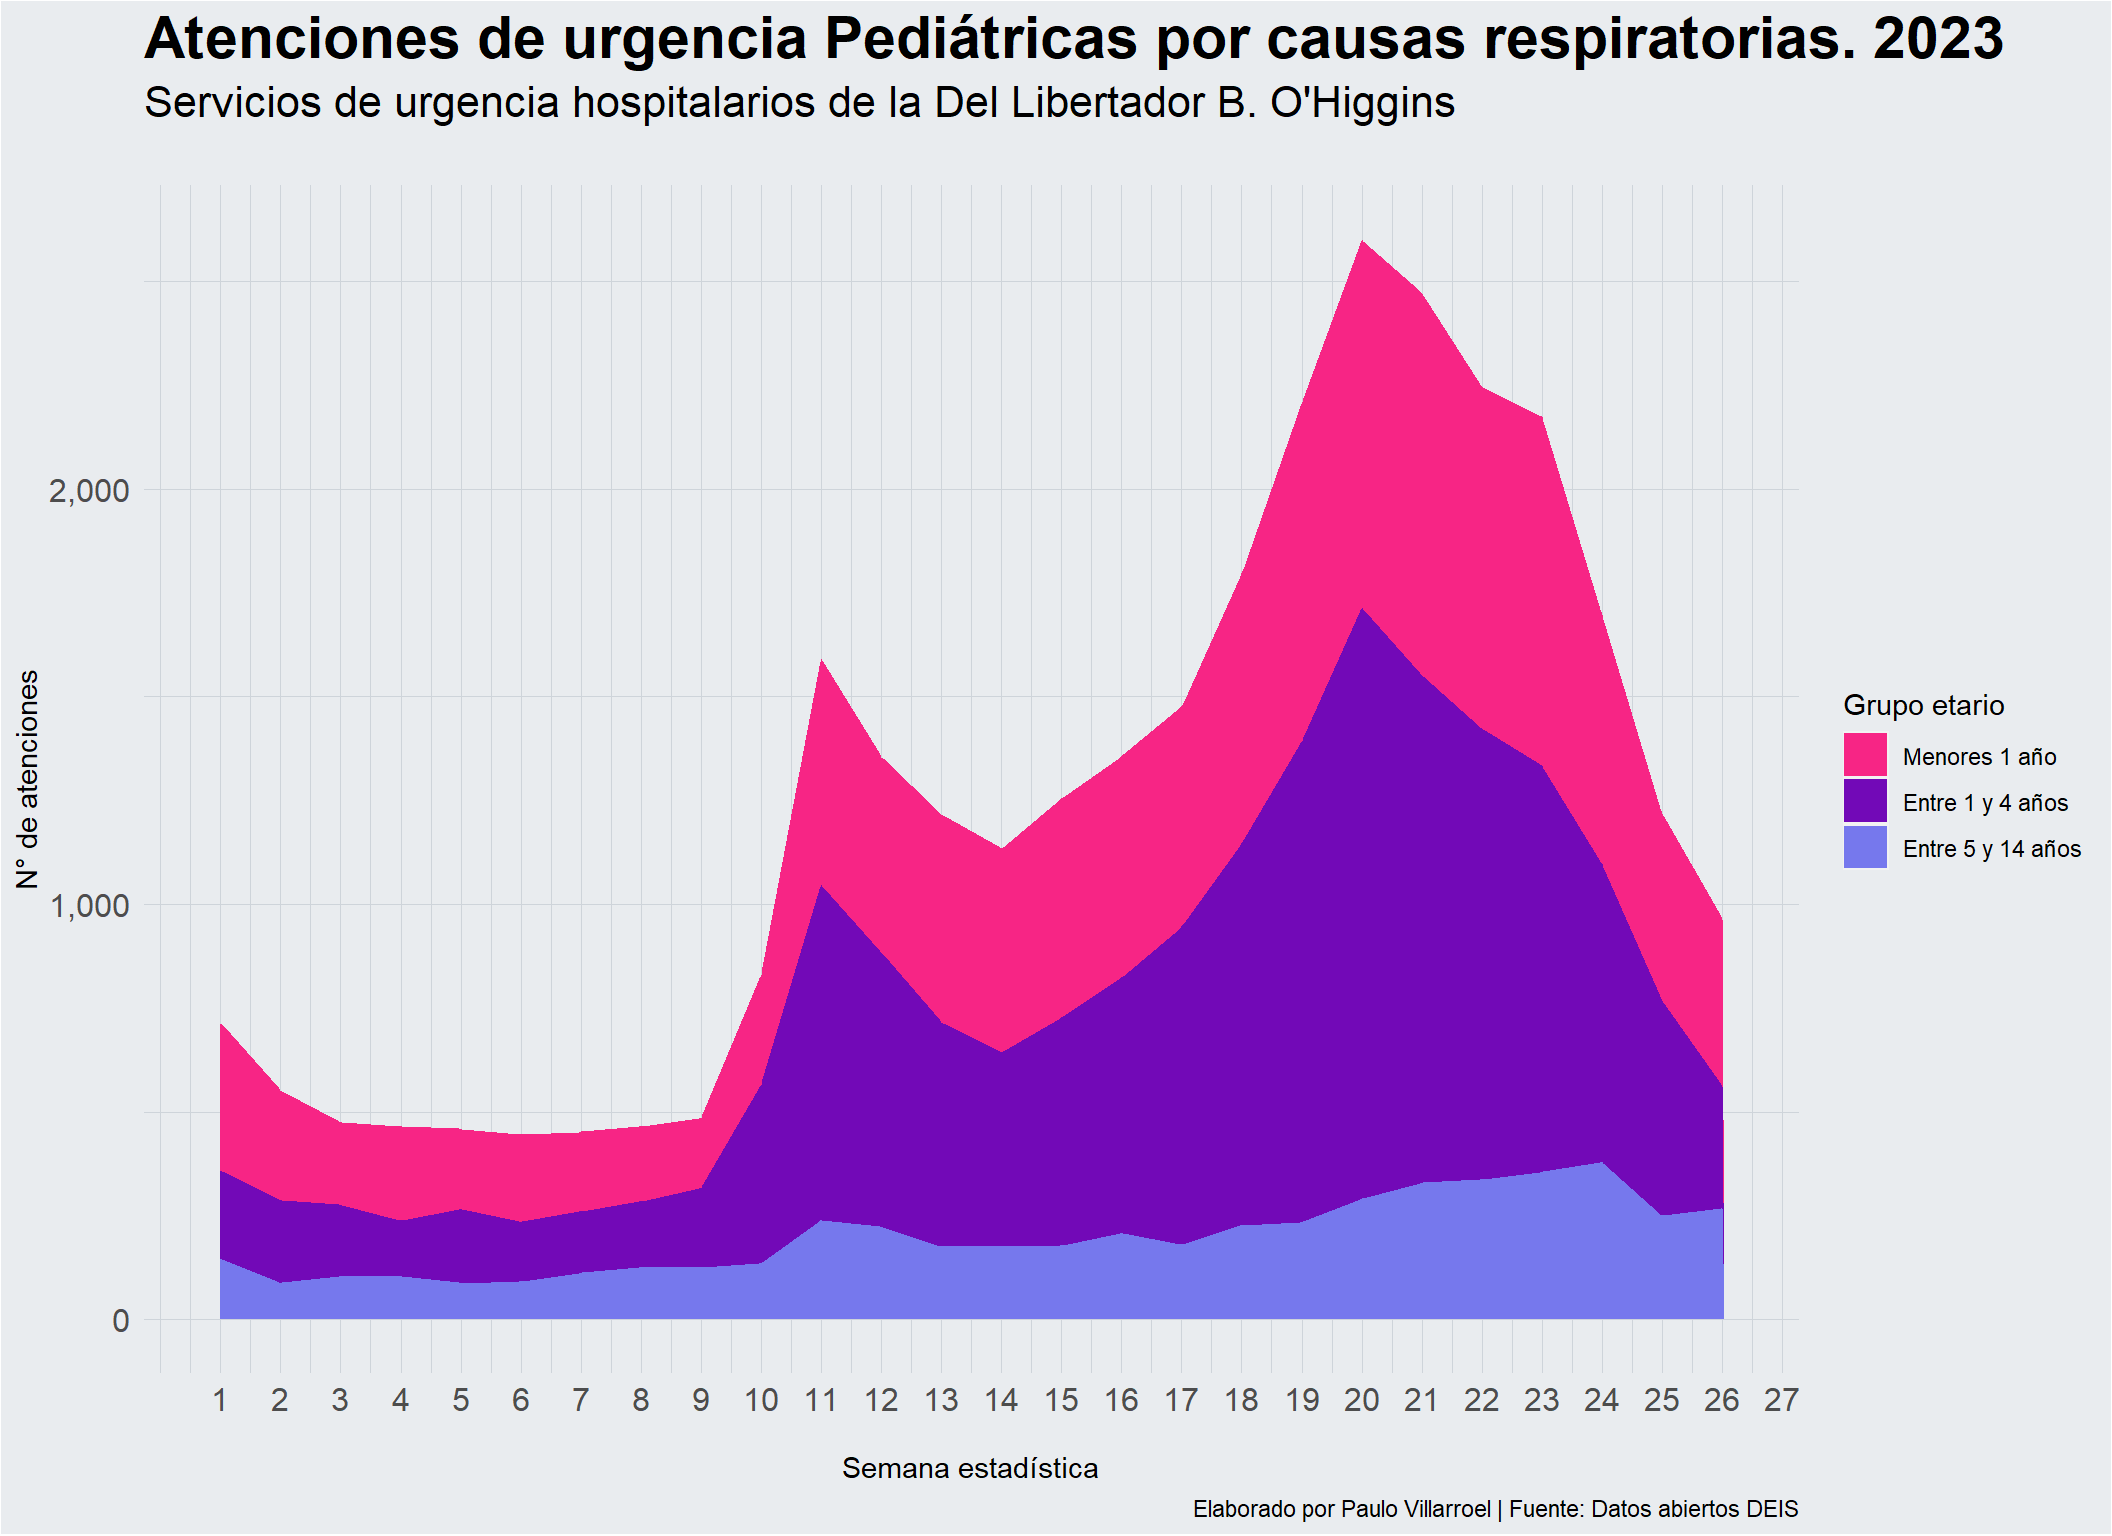 Atenciones de urgencia Pediátricas por causas respiratorias. 2023
Servicios de urgencia hospitalarios de la Del Libertador B. O'Higgins
N° de atenciones
2,000
1,000
0
1 2 3 4 5 6 7 8 9 10 11 12 13 14 15 16 17 18 19 20 21 22 23 24 25 26 27
Semana estadística
Grupo etario
Menores 1 año
Entre 1 y 4 años
Entre 5 y 14 años
Elaborado por Paulo Villarroel | Fuente: Datos abiertos DEIS